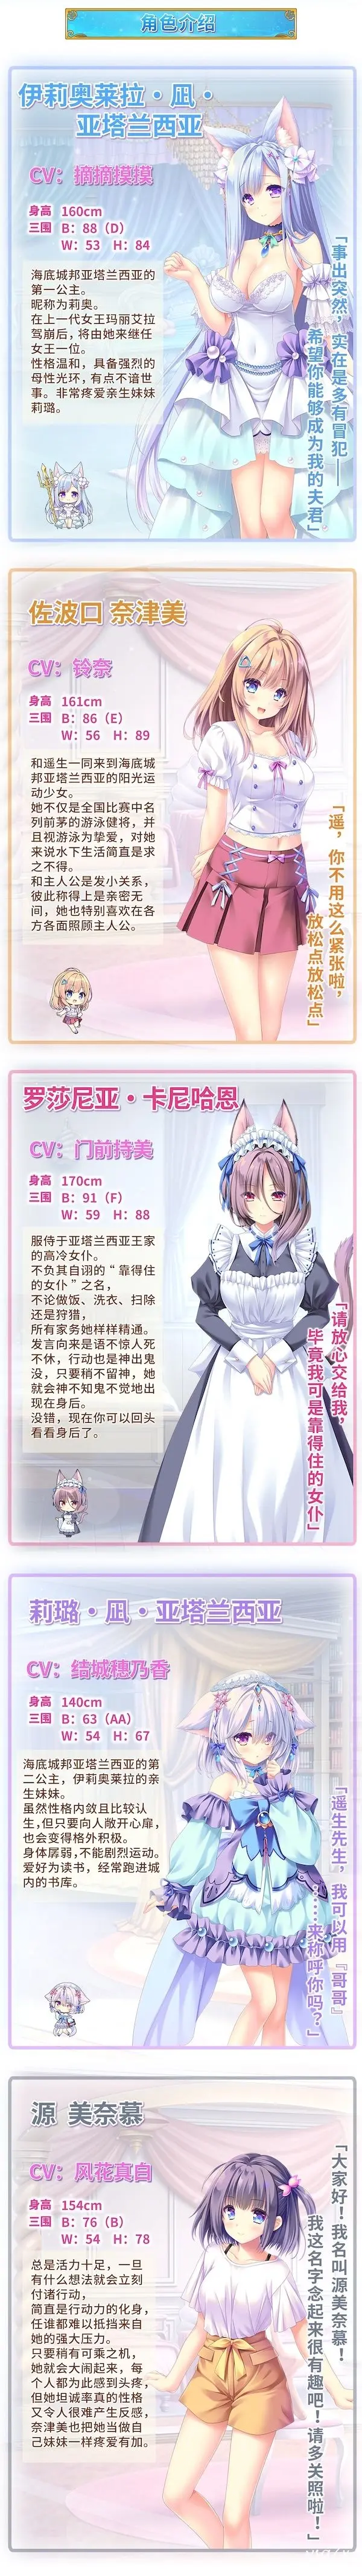 角色介绍
伊莉奥莱拉・凪・
亚塔兰西亚
CV：摘摘摸摸
身高 160cm
三围 B：88（D）
W：53 H：84
海底城邦亚塔兰西亚的
第一公主。
昵称为莉奥。
在上一代女王玛丽艾拉
驾崩后，将由她来继任
女王一位。
性格温和，具备强烈的
母性光环，有点不谙世
事。非常疼爱亲生妹妹
莉璐。
「事出突然，实在是多有冒犯——
希望你能够成为我的夫君」
佐波口 奈津美
CV：铃奈
身高 161cm
三围 B：86（E）
W：56 H：89
和遥生一同来到海底城
邦亚塔兰西亚的阳光运
动少女。
她不仅是全国比赛中名
列前茅的游泳健将，并
且视游泳为挚爱，对她
来说水下生活简直是求
之不得。
和主人公是发小关系，
彼此称得上是亲密无
间，她也特别喜欢在各
方各面照顾主人公。
「遥，你不用这么紧张啦，
放松点放松点」
罗莎尼亚・卡尼哈恩
CV：门前持美
身高 170cm
三围 B：91（F）
W：59 H：88
服侍于亚塔兰西亚王家
的高冷女仆。
不负其自诩的“靠得住
的女仆”之名，
不论做饭、洗衣、扫除
还是狩猎，
所有家务她样样精通。
发言向来是语不惊人死
不休，行动也是神出鬼
没，只要稍不留神，她
就会神不知鬼不觉地出
现在身后。
没错，现在你可以回头
看看身后了。
「请放心交给我，
毕竟我可是靠得住的女仆」
莉璐・凪・亚塔兰西亚
CV：结城穗乃香
身高 140cm
三围 B：63（AA）
W：54 H：67
海底城邦亚塔兰西亚的第
二公主，伊莉奥莱拉的亲
生妹妹。
虽然性格内敛且比较认
生，但只要向人敞开心扉，
也会变得格外积极。
身体孱弱，不能剧烈运动。
爱好为读书，经常跑进城
内的书库。
「遥生先生，我可以用『哥哥』
……来称呼你吗？」
源 美奈慕
CV：风花真白
身高 154cm
三围 B：76（B）
W：54 H：78
总是活力十足，一旦
有什么想法就会立刻
付诸行动，
简直是行动力的化身，
任谁都难以抵挡来自
她的强大压力。
只要稍有可乘之机，
她就会大闹起来，每
个人都为此感到头疼，
但她坦诚率真的性格
又令人很难产生反感，
奈津美也把她当做自
己妹妹一样疼爱有加。
「大家好！我名叫源美奈慕！
我这名字念起来很有趣吧！请多关照啦！」